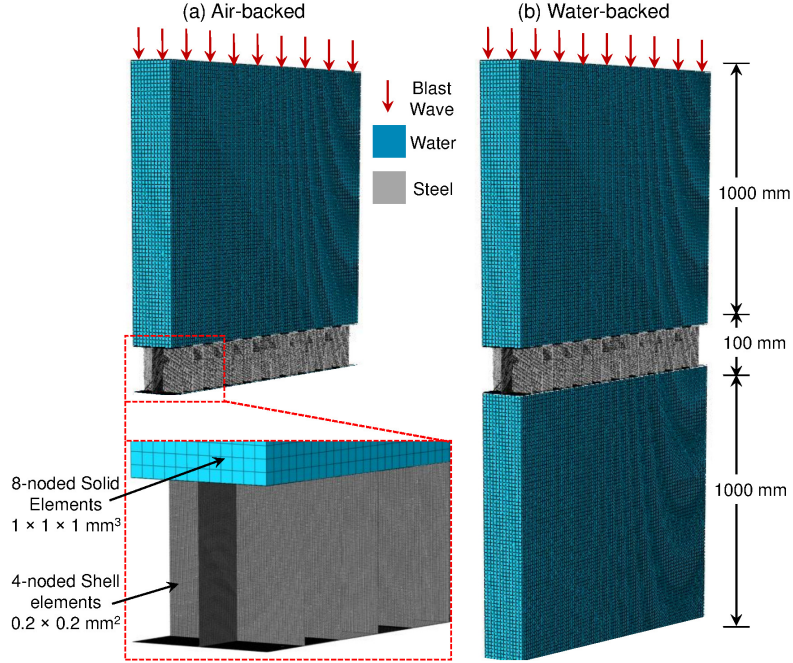 (a) Air-backed
(b) Water-backed
Blast
Wave
Water
Steel
1000 mm
100 mm
1000 mm
8-noded Solid
Elements
1 × 1 × 1 mm³
4-noded Shell
elements
0.2 × 0.2 mm²